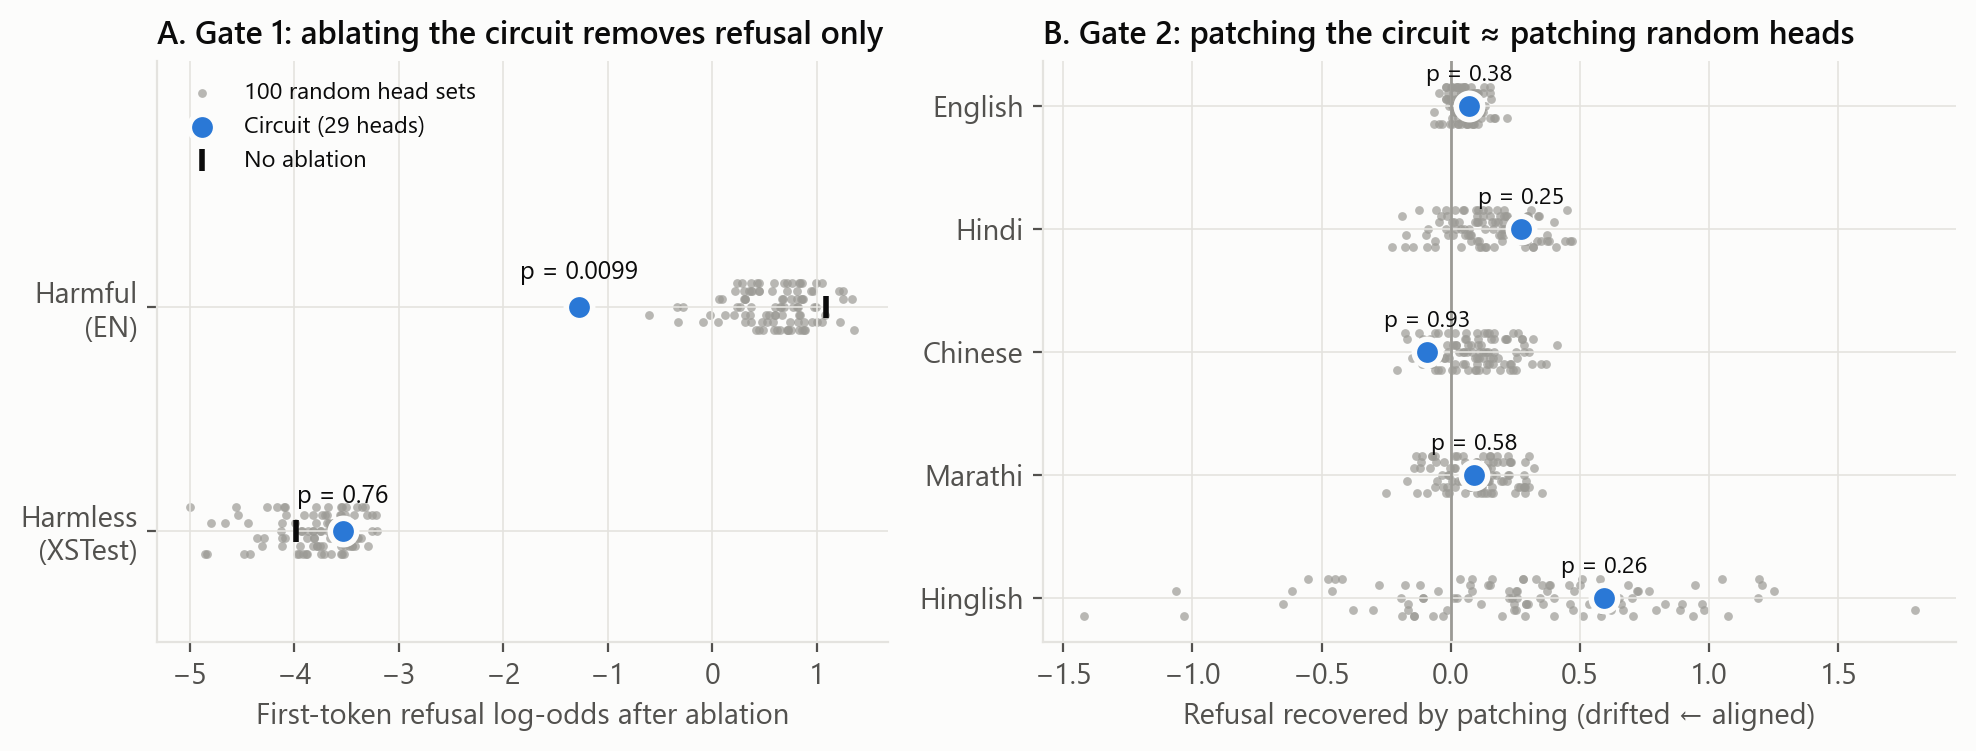 A. Gate 1: ablating the circuit removes refusal only
100 random head sets
Circuit (29 heads)
No ablation
p = 0.0099
Harmful
(EN)
p = 0.76
Harmless
(XSTest)
−5 −4 −3 −2 −1 0 1
First-token refusal log-odds after ablation
B. Gate 2: patching the circuit ≈ patching random heads
p = 0.38
English
p = 0.25
Hindi
p = 0.93
Chinese
p = 0.58
Marathi
p = 0.26
Hinglish
−1.5 −1.0 −0.5 0.0 0.5 1.0 1.5
Refusal recovered by patching (drifted ← aligned)